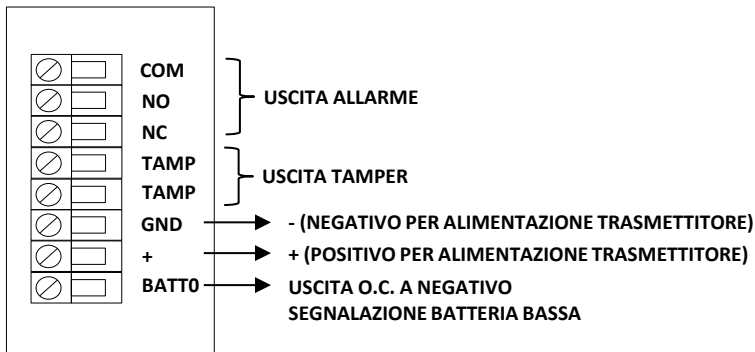 COM
NO
NC
USCITA ALLARME
TAMP
TAMP
USCITA TAMPER
GND
- (NEGATIVO PER ALIMENTAZIONE TRASMETTITORE)
+
+ (POSITIVO PER ALIMENTAZIONE TRASMETTITORE)
BATT0
USCITA O.C. A NEGATIVO
SEGNALAZIONE BATTERIA BASSA